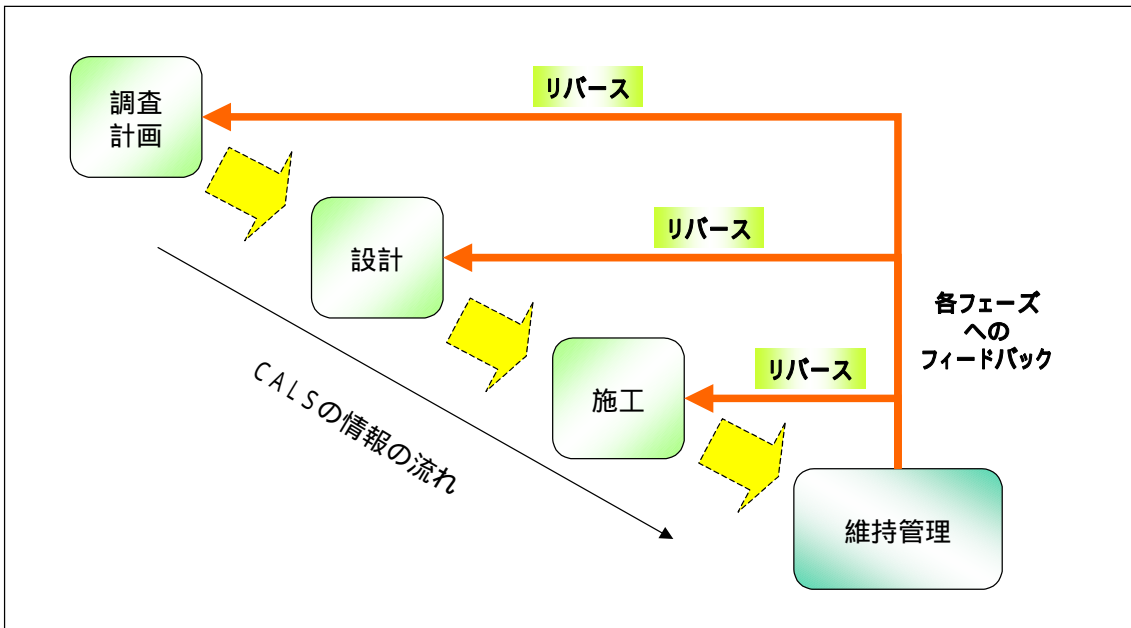 リバース
調査
計画
リバース
設計
各フェーズ
への
フィードバック
リバース
施工
CALSの情報の流れ
維持管理